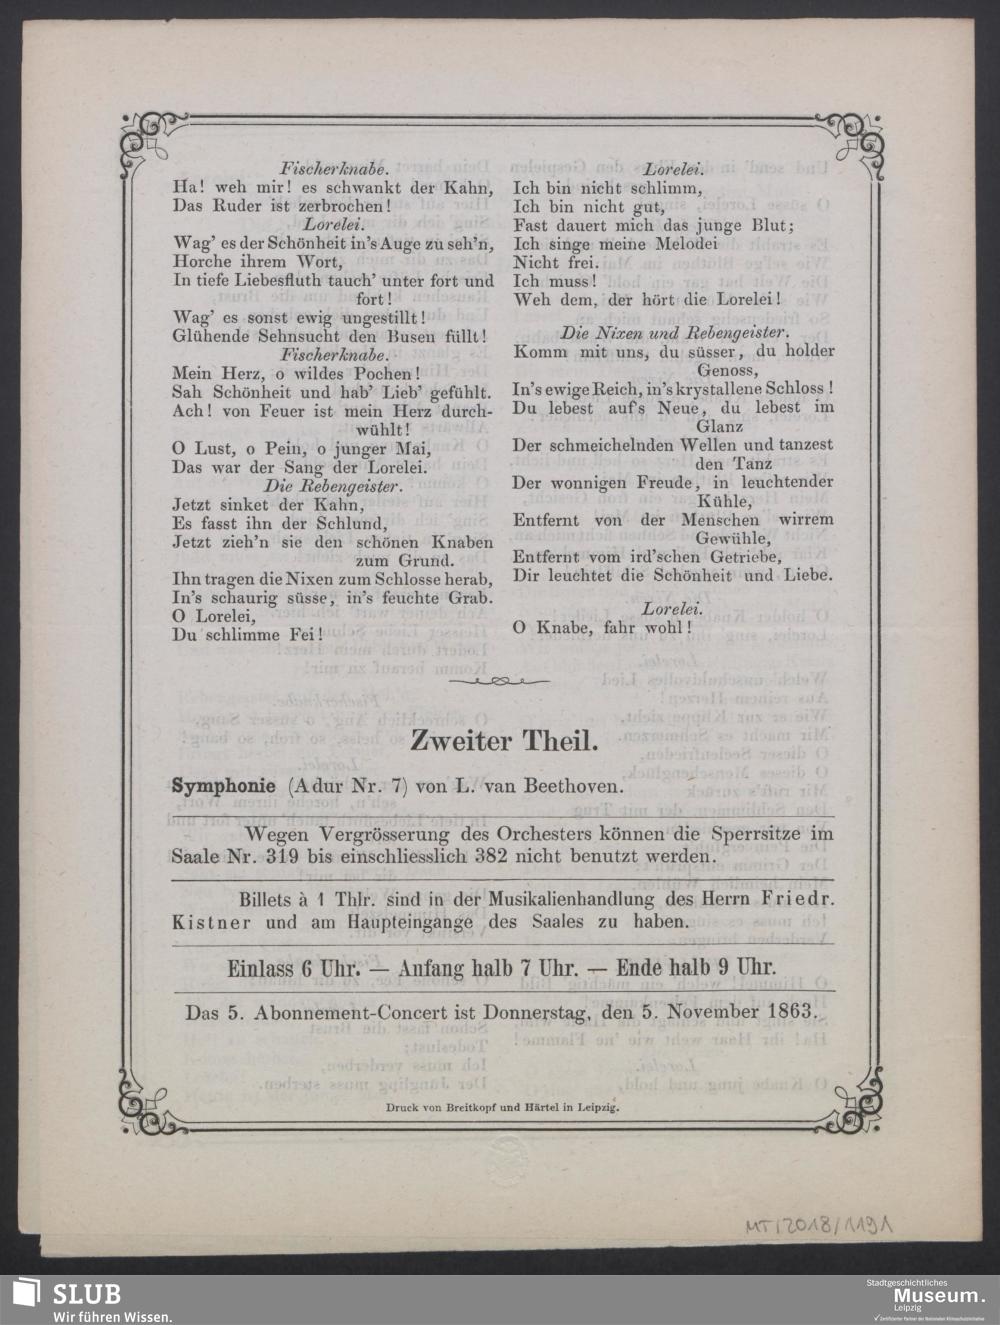 Fischerknabe.
Ha! weh mir! es schwankt der Kahn,
Das Ruder ist zerbrochen!
Lorelei.
Wag' es der Schönheit in's Auge zu seh'n,
Horche ihrem Wort,
In tiefe Liebesfluth tauch' unter fort und
fort!
Wag' es sonst ewig ungestillt!
Glühende Sehnsucht den Busen füllt!
Fischerknabe.
Mein Herz, o wildes Pochen!
Sah Schönheit und hab' Lieb' gefühlt.
Ach! von Feuer ist mein Herz durch-
wühlt!
O Lust, o Pein, o junger Mai,
Das war der Sang der Lorelei.
Die Rebengeister.
Jetzt sinket der Kahn,
Es fasst ihn der Schlund,
Jetzt zieh'n sie den schönen Knaben
zum Grund.
Ihn tragen die Nixen zum Schlosse herab,
In's schaurig süsse, in's feuchte Grab.
O Lorelei,
Du schlimme Fei!
Lorelei.
Ich bin nicht schlimm,
Ich bin nicht gut,
Fast dauert mich das junge Blut;
Ich singe meine Melodei
Nicht frei.
Ich muss!
Weh dem, der hört die Lorelei!
Die Nixen und Rebengeister.
Komm mit uns, du süsser, du holder
Genoss,
In's ewige Reich, in's krystallene Schloss!
Du lebest auf's Neue, du lebest im
Glanz
Der schmeichelnden Wellen und tanzest
den Tanz
Der wonnigen Freude, in leuchtender
Kühle,
Entfernt von der Menschen wirrem
Gewühle,
Entfernt vom ird'schen Getriebe,
Dir leuchtet die Schönheit und Liebe.
Lorelei.
O Knabe, fahr wohl!
Zweiter Theil.
Symphonie (A dur Nr. 7) von L. van Beethoven.
Wegen Vergrösserung des Orchesters können die Sperrsitze im
Saale Nr. 319 bis einschliesslich 382 nicht benutzt werden.
Billets à 1 Thlr. sind in der Musikalienhandlung des Herrn Friedr.
Kistner und am Haupteingange des Saales zu haben.
Einlass 6 Uhr. — Anfang halb 7 Uhr. — Ende halb 9 Uhr.
Das 5. Abonnement-Concert ist Donnerstag, den 5. November 1863.
Druck von Breitkopf und Härtel in Leipzig.
MT/2018/1191
SLUB
Wir führen Wissen.
Stadtgeschichtliches
Museum.
Leipzig
Zertifizierter Partner der Nationalen Klimaschutzinitiative